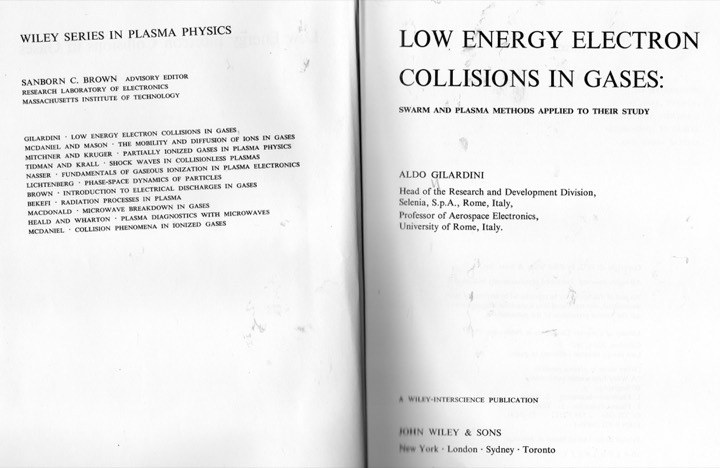 WILEY SERIES IN PLASMA PHYSICS
SANBORN C. BROWN ADVISORY EDITOR
RESEARCH LABORATORY OF ELECTRONICS
MASSACHUSETTS INSTITUTE OF TECHNOLOGY
GILARDINI · LOW ENERGY ELECTRON COLLISIONS IN GASES
MCDANIEL AND MASON · THE MOBILITY AND DIFFUSION OF IONS IN GASES
MITCHNER AND KRUGER · PARTIALLY IONIZED GASES IN PLASMA PHYSICS
TIDMAN AND KRALL · SHOCK WAVES IN COLLISIONLESS PLASMAS
NASSER · FUNDAMENTALS OF GASEOUS IONIZATION IN PLASMA ELECTRONICS
LICHTENBERG · PHASE-SPACE DYNAMICS OF PARTICLES
BROWN · INTRODUCTION TO ELECTRICAL DISCHARGES IN GASES
BEKEFI · RADIATION PROCESSES IN PLASMA
MACDONALD · MICROWAVE BREAKDOWN IN GASES
HEALD AND WHARTON · PLASMA DIAGNOSTICS WITH MICROWAVES
MCDANIEL · COLLISION PHENOMENA IN IONIZED GASES
LOW ENERGY ELECTRON
COLLISIONS IN GASES:
SWARM AND PLASMA METHODS APPLIED TO THEIR STUDY
ALDO GILARDINI
Head of the Research and Development Division,
Selenia, S.p.A., Rome, Italy,
Professor of Aerospace Electronics,
University of Rome, Italy.
A WILEY-INTERSCIENCE PUBLICATION
JOHN WILEY & SONS
New York · London · Sydney · Toronto